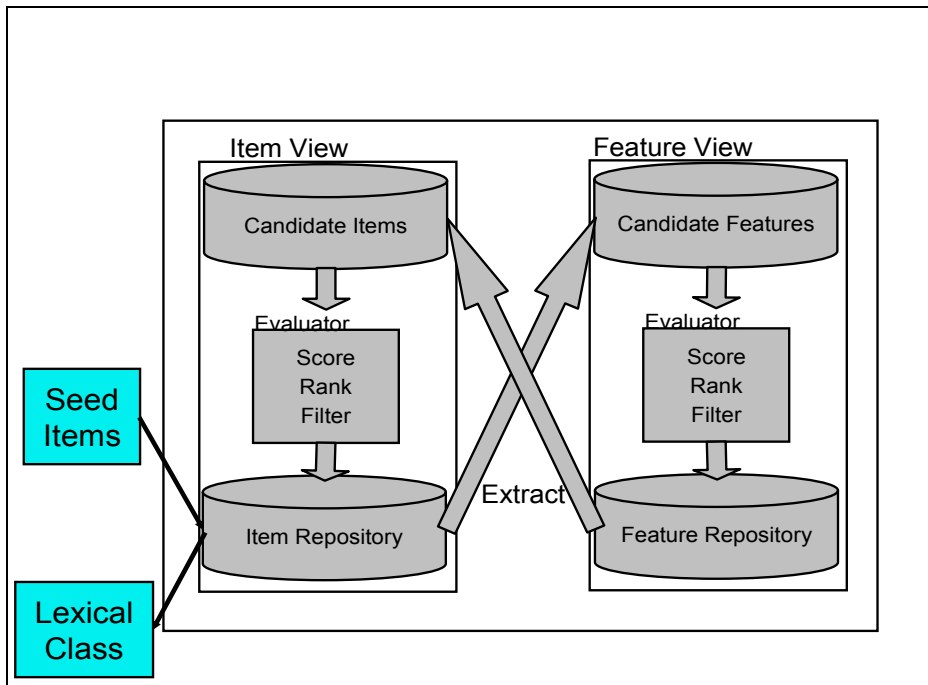 Item View
Candidate Items
Evaluator
Score
Rank
Filter
Item Repository
Feature View
Candidate Features
Evaluator
Score
Rank
Filter
Feature Repository
Extract
Seed
Items
Lexical
Class